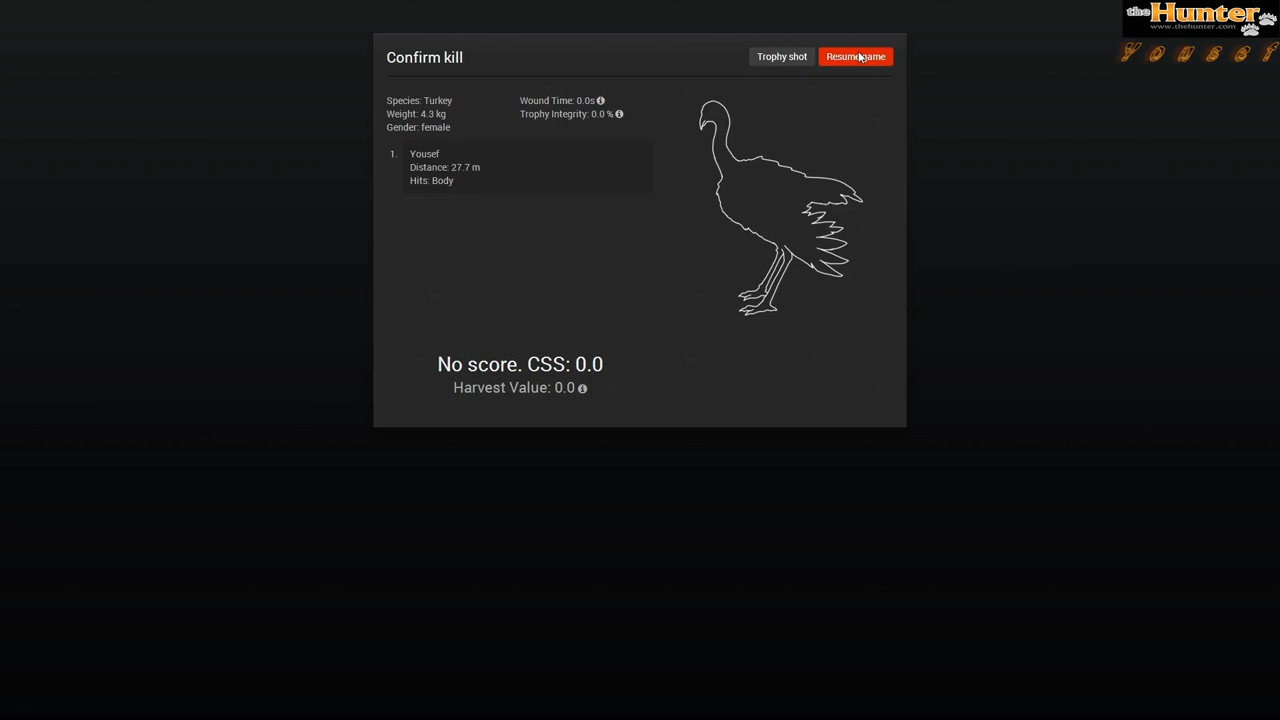 theHunter
www.thehunter.com
Yousef
Confirm kill
Trophy shot
Resume game
Species: Turkey
Weight: 4.3 kg
Gender: female
Wound Time: 0.0s
Trophy Integrity: 0.0 %
1.
Yousef
Distance: 27.7 m
Hits: Body
No score. CSS: 0.0
Harvest Value: 0.0